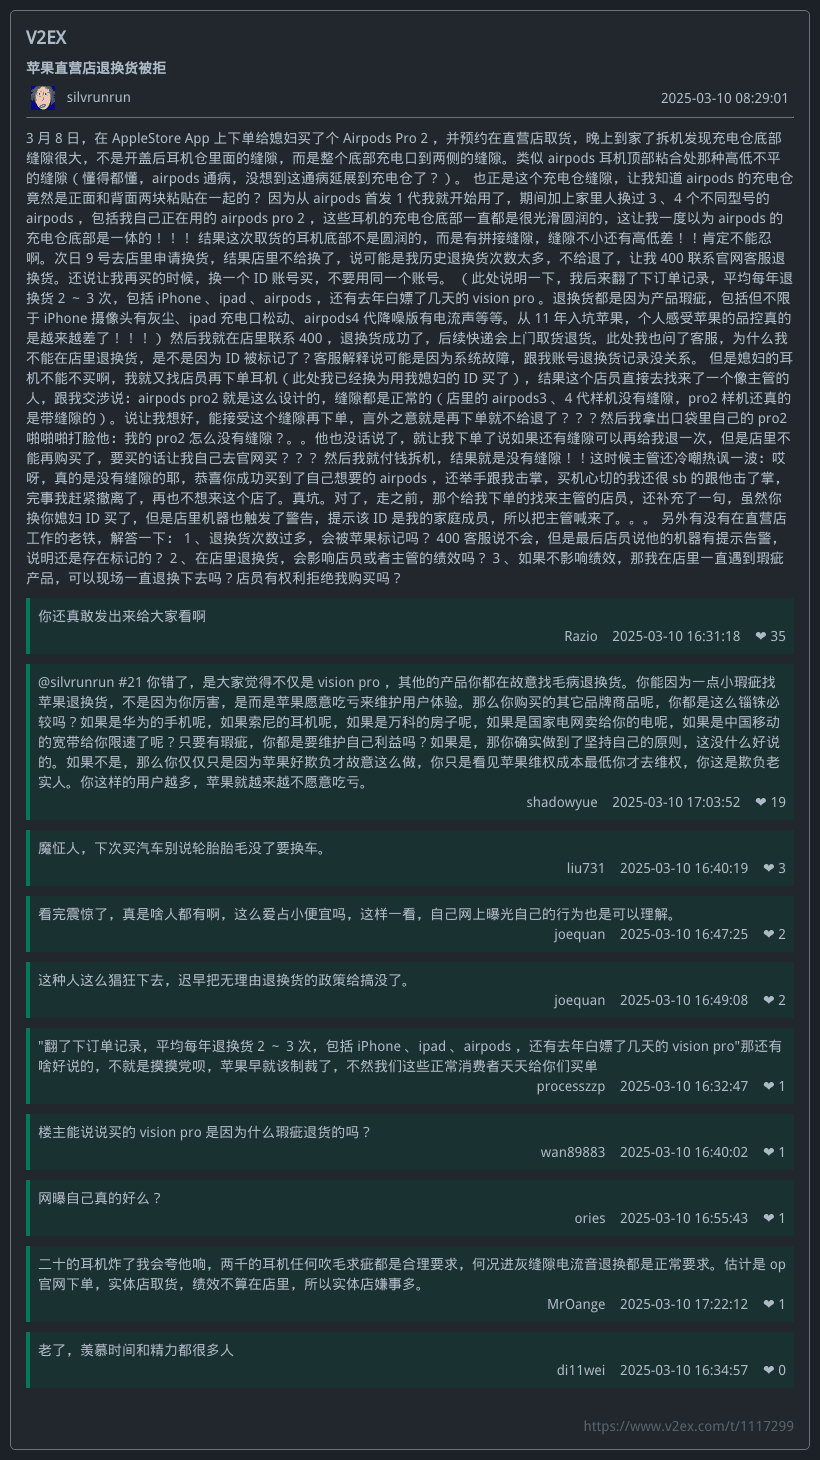 V2EX
苹果直营店退换货被拒
silvrunrun
2025-03-10 08:29:01
3 月 8 日，在 AppleStore App 上下单给媳妇买了个 Airpods Pro 2 ，并预约在直营店取货，晚上到家了拆机发现充电仓底部
缝隙很大，不是开盖后耳机仓里面的缝隙，而是整个底部充电口到两侧的缝隙。类似 airpods 耳机顶部粘合处那种高低不平
的缝隙（ 懂得都懂，airpods 通病，没想到这通病延展到充电仓了？）。 也正是这个充电仓缝隙，让我知道 airpods 的充电仓
竟然是正面和背面两块粘贴在一起的？ 因为从 airpods 首发 1 代我就开始用了，期间加上家里人换过 3 、4 个不同型号的
airpods ，包括我自己正在用的 airpods pro 2 ，这些耳机的充电仓底部一直都是很光滑圆润的，这让我一度以为 airpods 的
充电仓底部是一体的！！！ 结果这次取货的耳机底部不是圆润的，而是有拼接缝隙，缝隙不小还有高低差！！肯定不能忍
啊。次日 9 号去店里申请换货，结果店里不给换了，说可能是我历史退换货次数太多，不给退了，让我 400 联系官网客服退
换货。还说让我再买的时候，换一个 ID 账号买，不要用同一个账号。 （ 此处说明一下，我后来翻了下订单记录，平均每年退
换货 2 ～ 3 次，包括 iPhone 、ipad 、airpods ，还有去年白嫖了几天的 vision pro 。退换货都是因为产品瑕疵，包括但不限
于 iPhone 摄像头有灰尘、ipad 充电口松动、airpods4 代降噪版有电流声等等。从 11 年入坑苹果，个人感受苹果的品控真的
是越来越差了！！！） 然后我就在店里联系 400 ，退换货成功了，后续快递会上门取货退货。此处我也问了客服，为什么我
不能在店里退换货，是不是因为 ID 被标记了？客服解释说可能是因为系统故障，跟我账号退换货记录没关系。 但是媳妇的耳
机不能不买啊，我就又找店员再下单耳机（ 此处我已经换为用我媳妇的 ID 买了），结果这个店员直接去找来了一个像主管的
人，跟我交涉说：airpods pro2 就是这么设计的，缝隙都是正常的（ 店里的 airpods3 、4 代样机没有缝隙，pro2 样机还真的
是带缝隙的）。说让我想好，能接受这个缝隙再下单，言外之意就是再下单就不给退了？？？然后我拿出口袋里自己的 pro2
啪啪啪打脸他：我的 pro2 怎么没有缝隙？。。他也没话说了，就让我下单了说如果还有缝隙可以再给我退一次，但是店里不
能再购买了，要买的话让我自己去官网买？？？ 然后我就付钱拆机，结果就是没有缝隙！！这时候主管还冷嘲热讽一波：哎
呀，真的是没有缝隙的耶，恭喜你成功买到了自己想要的 airpods ，还举手跟我击掌，买机心切的我还很 sb 的跟他击了掌，
完事我赶紧撤离了，再也不想来这个店了。真坑。对了，走之前，那个给我下单的找来主管的店员，还补充了一句，虽然你
换你媳妇 ID 买了，但是店里机器也触发了警告，提示该 ID 是我的家庭成员，所以把主管喊来了。。。 另外有没有在直营店
工作的老铁，解答一下： 1 、退换货次数过多，会被苹果标记吗？ 400 客服说不会，但是最后店员说他的机器有提示告警，
说明还是存在标记的？ 2 、在店里退换货，会影响店员或者主管的绩效吗？ 3 、如果不影响绩效，那我在店里一直遇到瑕疵
产品，可以现场一直退换下去吗？店员有权利拒绝我购买吗？
你还真敢发出来给大家看啊
Razio 2025-03-10 16:31:18 ❤ 35
@silvrunrun #21 你错了，是大家觉得不仅是 vision pro ，其他的产品你都在故意找毛病退换货。你能因为一点小瑕疵找
苹果退换货，不是因为你厉害，是而是苹果愿意吃亏来维护用户体验。那么你购买的其它品牌商品呢，你都是这么锱铢必
较吗？如果是华为的手机呢，如果索尼的耳机呢，如果是万科的房子呢，如果是国家电网卖给你的电呢，如果是中国移动
的宽带给你限速了呢？只要有瑕疵，你都是要维护自己利益吗？如果是，那你确实做到了坚持自己的原则，这没什么好说
的。如果不是，那么你仅仅只是因为苹果好欺负才故意这么做，你只是看见苹果维权成本最低你才去维权，你这是欺负老
实人。你这样的用户越多，苹果就越来越不愿意吃亏。
shadowyue 2025-03-10 17:03:52 ❤ 19
魔怔人，下次买汽车别说轮胎胎毛没了要换车。
liu731 2025-03-10 16:40:19 ❤ 3
看完震惊了，真是啥人都有啊，这么爱占小便宜吗，这样一看，自己网上曝光自己的行为也是可以理解。
joequan 2025-03-10 16:47:25 ❤ 2
这种人这么猖狂下去，迟早把无理由退换货的政策给搞没了。
joequan 2025-03-10 16:49:08 ❤ 2
"翻了下订单记录，平均每年退换货 2 ～ 3 次，包括 iPhone 、ipad 、airpods ，还有去年白嫖了几天的 vision pro"那还有
啥好说的，不就是摸摸党呗，苹果早就该制裁了，不然我们这些正常消费者天天给你们买单
processzzp 2025-03-10 16:32:47 ❤ 1
楼主能说说买的 vision pro 是因为什么瑕疵退货的吗？
wan89883 2025-03-10 16:40:02 ❤ 1
网曝自己真的好么？
ories 2025-03-10 16:55:43 ❤ 1
二十的耳机炸了我会夸他响，两千的耳机任何吹毛求疵都是合理要求，何况进灰缝隙电流音退换都是正常要求。估计是 op
官网下单，实体店取货，绩效不算在店里，所以实体店嫌事多。
MrOange 2025-03-10 17:22:12 ❤ 1
老了，羡慕时间和精力都很多人
di11wei 2025-03-10 16:34:57 ❤ 0
https://www.v2ex.com/t/1117299